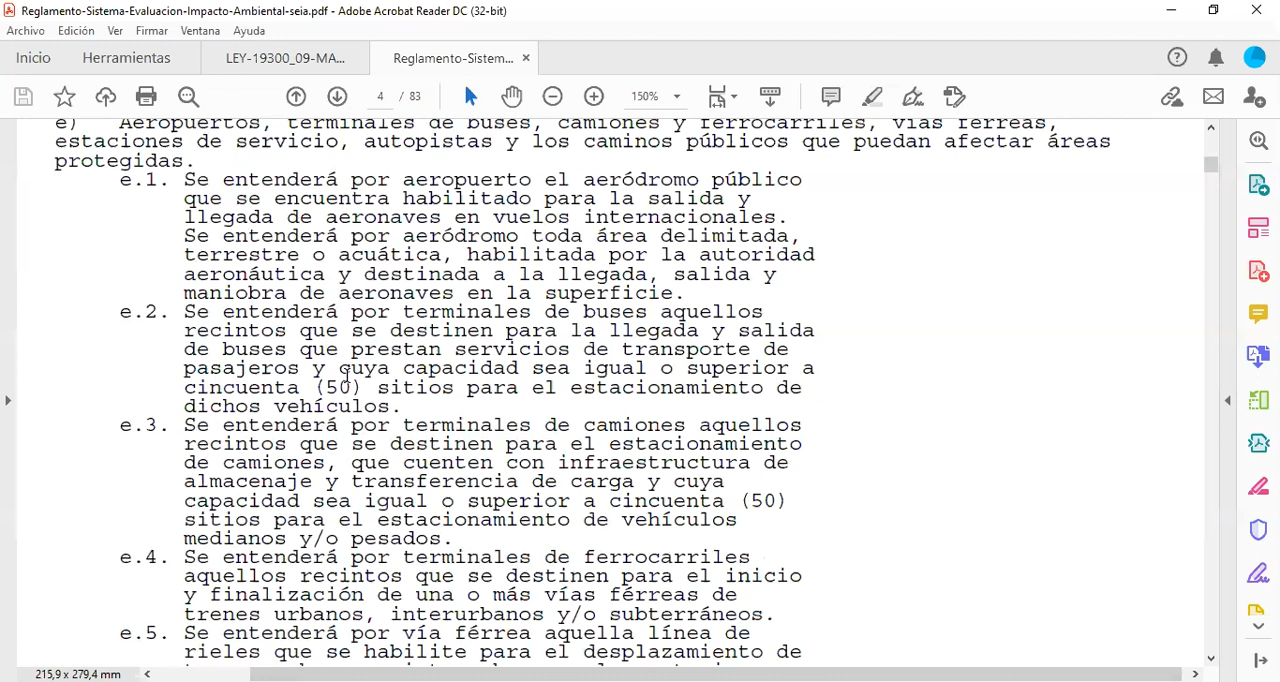 Reglamento-Sistema-Evaluacion-Impacto-Ambiental-seia.pdf - Adobe Acrobat Reader DC (32-bit)
Archivo Edición Ver Firmar Ventana Ayuda
Inicio Herramientas LEY-19300_09-MA... Reglamento-Sistem...
4 / 83 150%
e) Aeropuertos, terminales de buses, camiones y ferrocarriles, vías férreas,
estaciones de servicio, autopistas y los caminos públicos que puedan afectar áreas
protegidas.
e.1. Se entenderá por aeropuerto el aeródromo público
que se encuentra habilitado para la salida y
llegada de aeronaves en vuelos internacionales.
Se entenderá por aeródromo toda área delimitada,
terrestre o acuática, habilitada por la autoridad
aeronáutica y destinada a la llegada, salida y
maniobra de aeronaves en la superficie.
e.2. Se entenderá por terminales de buses aquellos
recintos que se destinen para la llegada y salida
de buses que prestan servicios de transporte de
pasajeros y cuya capacidad sea igual o superior a
cincuenta (50) sitios para el estacionamiento de
dichos vehículos.
e.3. Se entenderá por terminales de camiones aquellos
recintos que se destinen para el estacionamiento
de camiones, que cuenten con infraestructura de
almacenaje y transferencia de carga y cuya
capacidad sea igual o superior a cincuenta (50)
sitios para el estacionamiento de vehículos
medianos y/o pesados.
e.4. Se entenderá por terminales de ferrocarriles
aquellos recintos que se destinen para el inicio
y finalización de una o más vías férreas de
trenes urbanos, interurbanos y/o subterráneos.
e.5. Se entenderá por vía férrea aquella línea de
rieles que se habilite para el desplazamiento de
215,9 x 279,4 mm